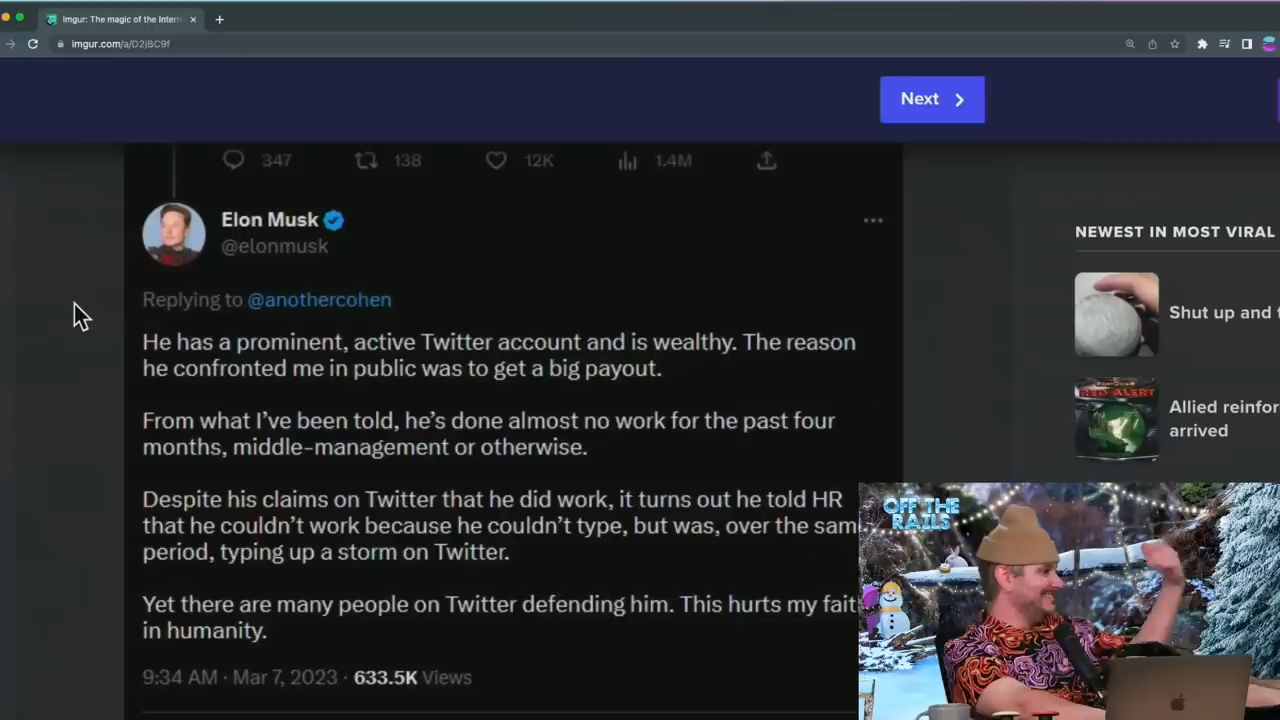 Imgur: The magic of the Intern
imgur.com/a/D2jBC9f
Next
347 138 12K 1.4M
Elon Musk
@elonmusk
Replying to @anothercohen
He has a prominent, active Twitter account and is wealthy. The reason
he confronted me in public was to get a big payout.
From what I've been told, he's done almost no work for the past four
months, middle-management or otherwise.
Despite his claims on Twitter that he did work, it turns out he told HR
that he couldn't work because he couldn't type, but was, over the sam
period, typing up a storm on Twitter.
Yet there are many people on Twitter defending him. This hurts my fait
in humanity.
9:34 AM · Mar 7, 2023 · 633.5K Views
NEWEST IN MOST VIRAL
Shut up and t
RED ALERT
Allied reinfor
arrived
OFF THE
RAILS